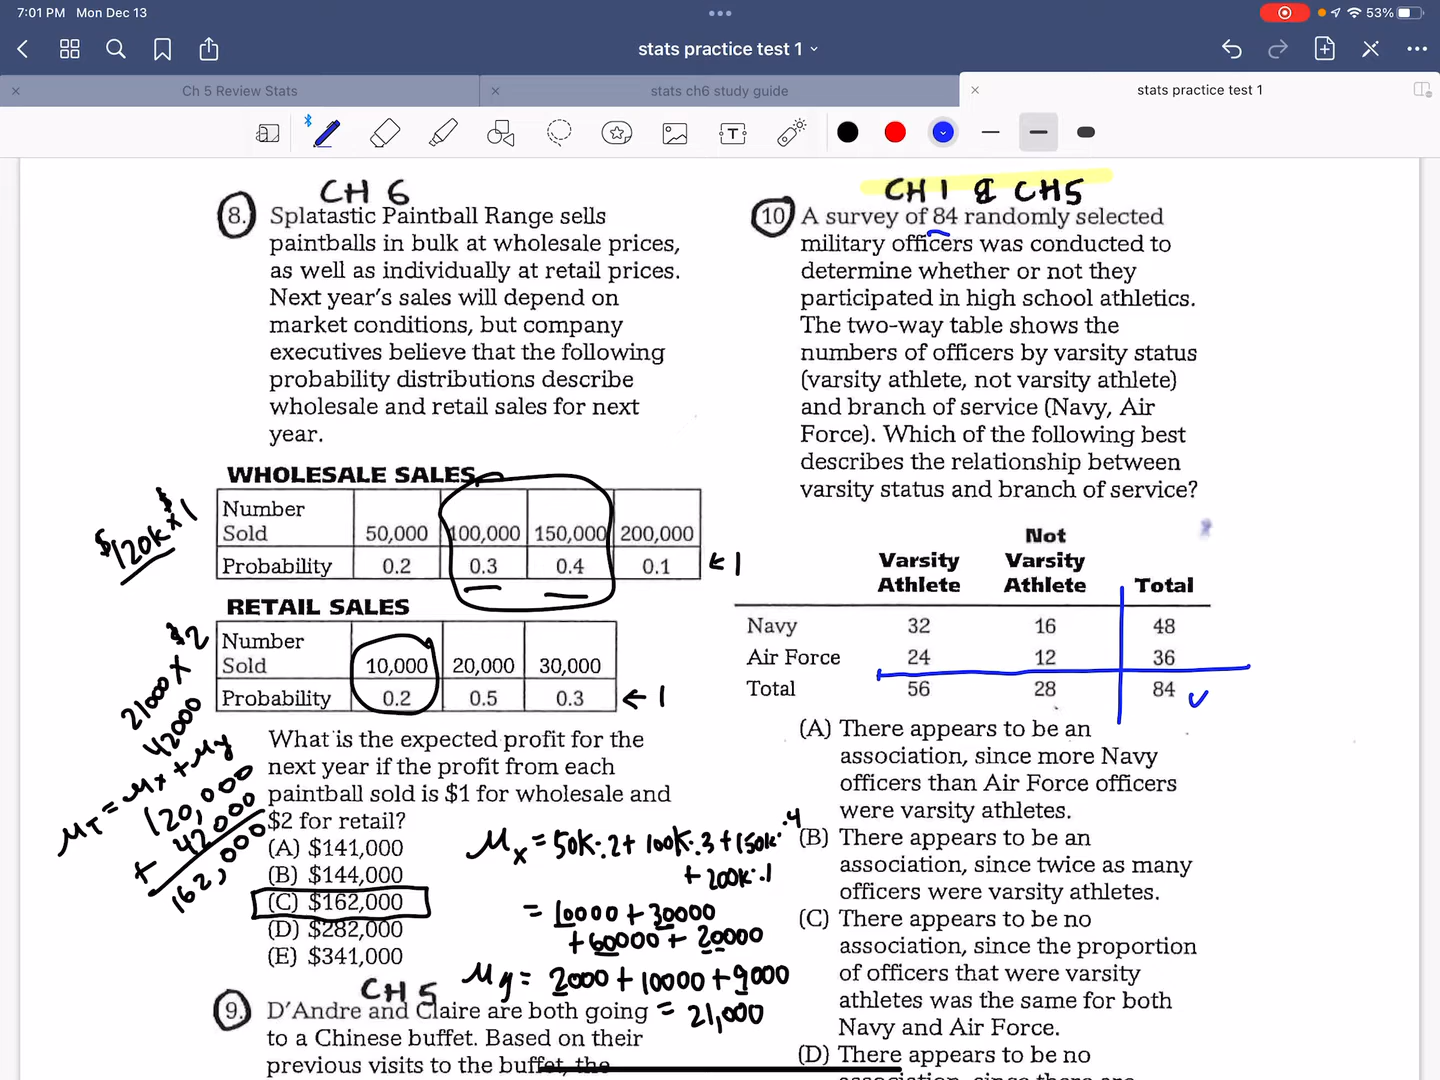 7:01 PM Mon Dec 13
53%
stats practice test 1
Ch 5 Review Stats
stats ch6 study guide
stats practice test 1
CH 6
8. Splatastic Paintball Range sells
paintballs in bulk at wholesale prices,
as well as individually at retail prices.
Next year's sales will depend on
market conditions, but company
executives believe that the following
probability distributions describe
wholesale and retail sales for next
year.
WHOLESALE SALES
Number
Sold 50,000 100,000 150,000 200,000
Probability 0.2 0.3 0.4 0.1
← 1
$120K × $1
RETAIL SALES
Number
Sold 10,000 20,000 30,000
Probability 0.2 0.5 0.3
← 1
21000 × $2
42000
μT = μx + μy
120,000
+ 42000
162,000
What is the expected profit for the
next year if the profit from each
paintball sold is $1 for wholesale and
$2 for retail?
(A) $141,000
(B) $144,000
(C) $162,000
(D) $282,000
(E) $341,000
μx = 50K·.2 + 100K·.3 + 150K·.4
+ 200K·.1
= 10000 + 30000
+ 60000 + 20000
μy = 2000 + 10000 + 9000
= 21,000
CH 5
9. D'Andre and Claire are both going
to a Chinese buffet. Based on their
previous visits to the buffet, the
CH 1 & CH5
10 A survey of 84 randomly selected
military officers was conducted to
determine whether or not they
participated in high school athletics.
The two-way table shows the
numbers of officers by varsity status
(varsity athlete, not varsity athlete)
and branch of service (Navy, Air
Force). Which of the following best
describes the relationship between
varsity status and branch of service?
Not
Varsity Varsity
Athlete Athlete Total
Navy 32 16 48
Air Force 24 12 36
Total 56 28 84
(A) There appears to be an
association, since more Navy
officers than Air Force officers
were varsity athletes.
(B) There appears to be an
association, since twice as many
officers were varsity athletes.
(C) There appears to be no
association, since the proportion
of officers that were varsity
athletes was the same for both
Navy and Air Force.
(D) There appears to be no
association, since there are